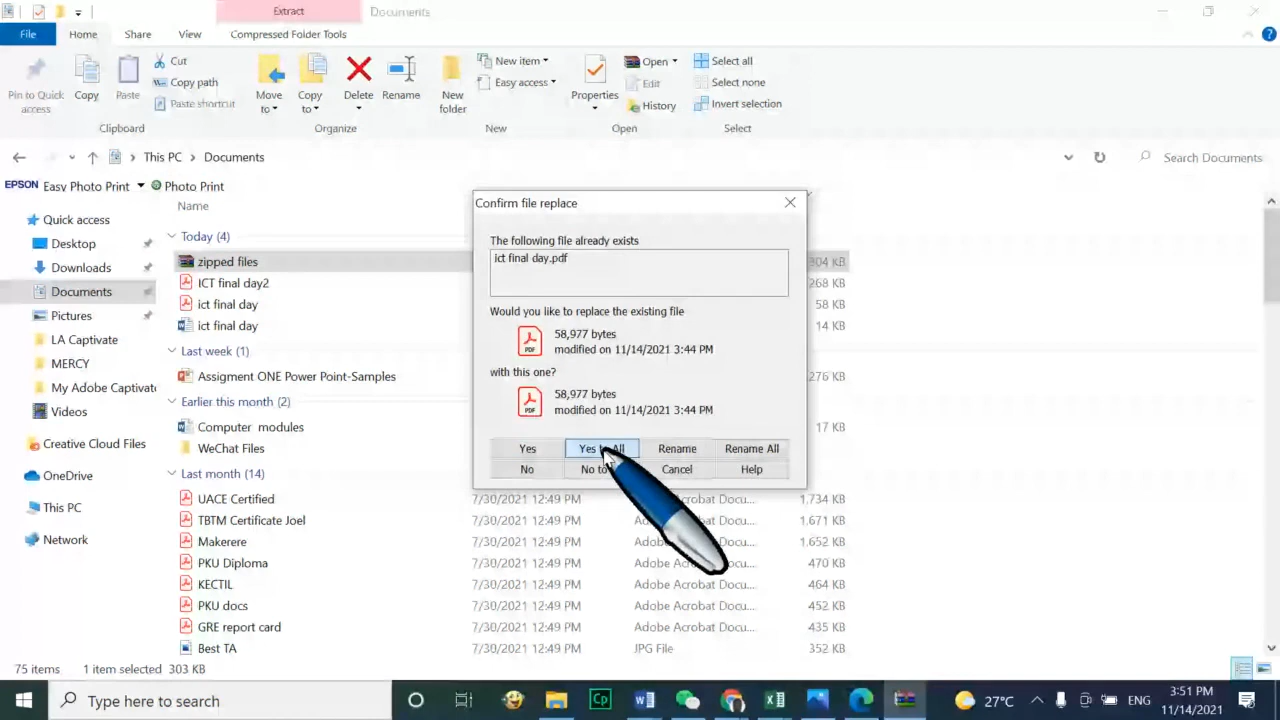 Extract Documents
File Home Share View Compressed Folder Tools
Pin to Quick access Copy Paste Cut Copy path Paste shortcut Move to Copy to Delete Rename New folder New item Easy access Properties Open Edit History Select all Select none Invert selection
Clipboard Organize New Open Select
This PC Documents Search Documents
EPSON Easy Photo Print Photo Print
Name
Quick access
Desktop
Downloads
Documents
Pictures
LA Captivate
MERCY
My Adobe Captivate
Videos
Creative Cloud Files
OneDrive
This PC
Network
Today (4)
zipped files 304 KB
ICT final day2 268 KB
ict final day 58 KB
ict final day 14 KB
Last week (1)
Assigment ONE Power Point-Samples 276 KB
Earlier this month (2)
Computer modules 17 KB
WeChat Files
Last month (14)
UACE Certified 7/30/2021 12:49 PM crobat Docu... 1,734 KB
TBTM Certificate Joel 7/30/2021 12:49 PM Adob Docu... 1,671 KB
Makerere 7/30/2021 12:49 PM Adobe bat Docu... 1,652 KB
PKU Diploma 7/30/2021 12:49 PM Adobe Acr Docu... 470 KB
KECTIL 7/30/2021 12:49 PM Adobe Acrobat Docu... 464 KB
PKU docs 7/30/2021 12:49 PM Adobe Acrobat Docu... 452 KB
GRE report card 7/30/2021 12:49 PM Adobe Acrobat Docu... 435 KB
Best TA 7/30/2021 12:49 PM JPG File 352 KB
Confirm file replace
The following file already exists
ict final day.pdf
Would you like to replace the existing file
58,977 bytes
modified on 11/14/2021 3:44 PM
with this one?
58,977 bytes
modified on 11/14/2021 3:44 PM
Yes Yes to All Rename Rename All
No No to Cancel Help
75 items 1 item selected 303 KB
Type here to search Cp 27°C ENG 3:51 PM
11/14/2021